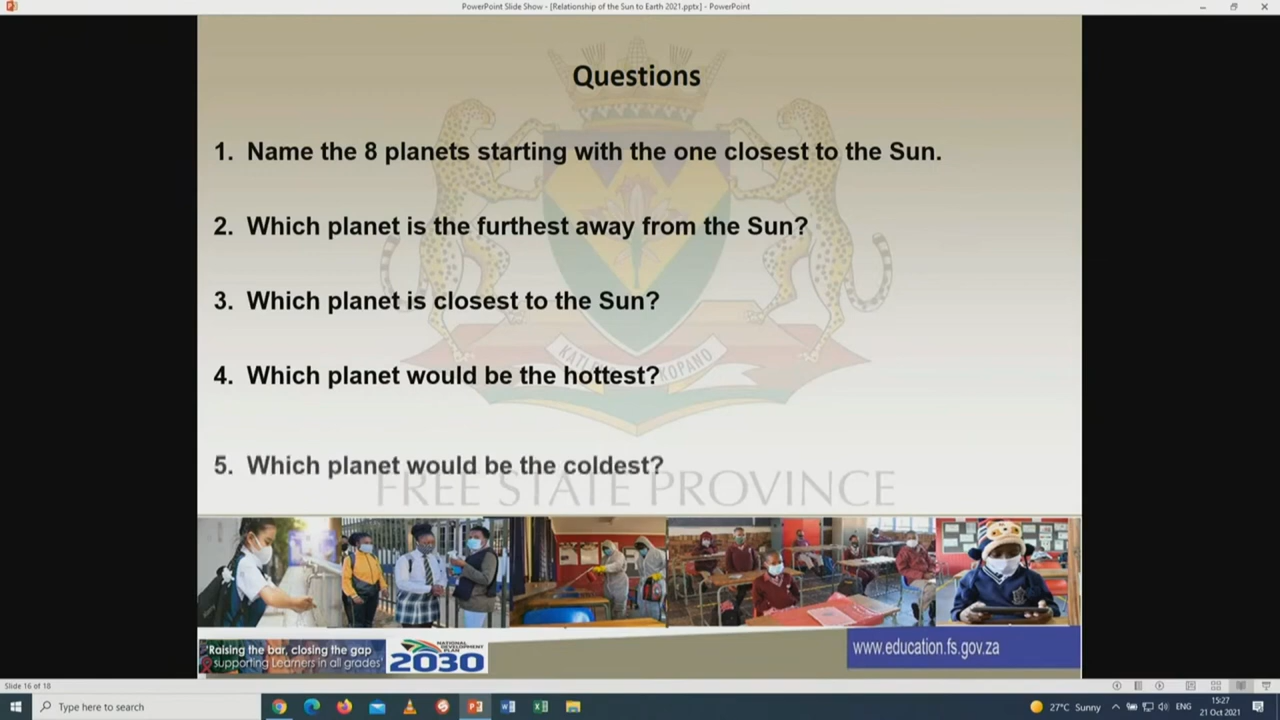 PowerPoint Slide Show - [Relationship of the Sun to Earth 2021.pptx] - PowerPoint
Questions
1. Name the 8 planets starting with the one closest to the Sun.
2. Which planet is the furthest away from the Sun?
3. Which planet is closest to the Sun?
4. Which planet would be the hottest?
KOPANO
5. Which planet would be the coldest?
FREE STATE PROVINCE
'Raising the bar, closing the gap
supporting Learners in all grades'
NATIONAL
DEVELOPMENT
PLAN
2030
www.education.fs.gov.za
Slide 16 of 18
Type here to search
27°C Sunny
ENG
15:27
21 Oct 2021